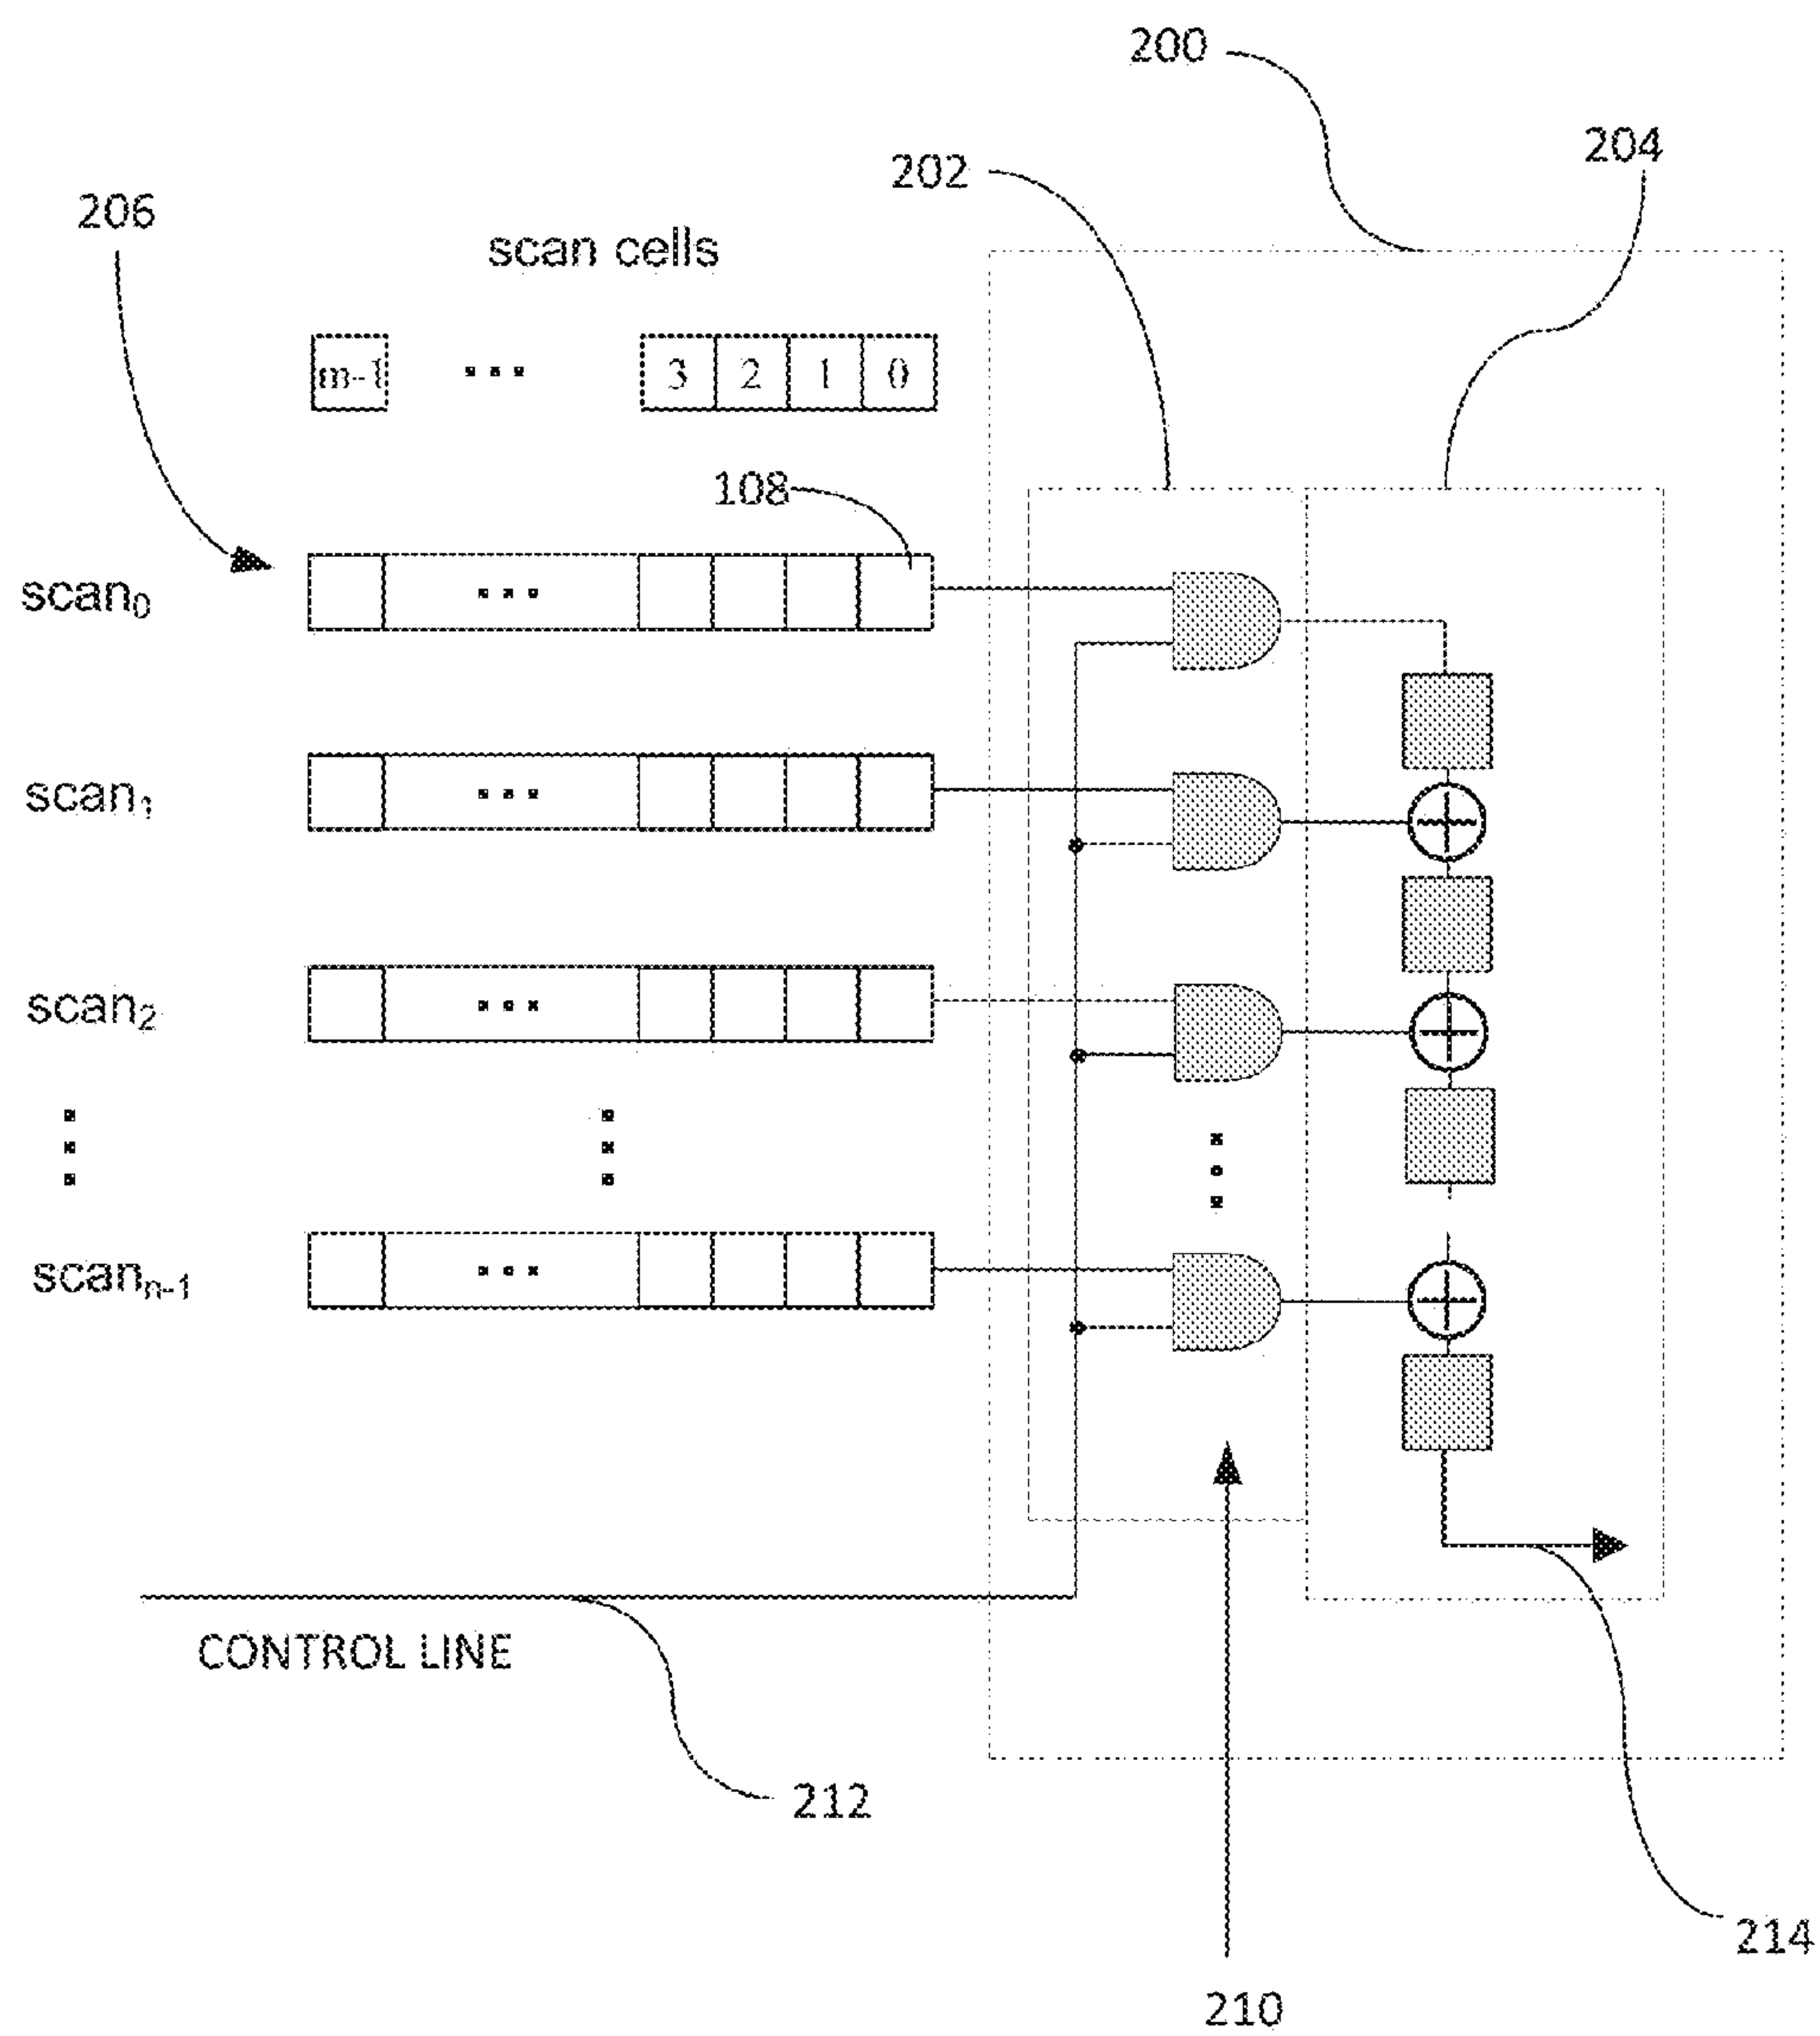 200
204
202
206
scan cells
m-1 ... 3 2 1 0
108
scan₀ ...
scan₁ ...
scan₂ ...
scanₙ₋₁ ...
CONTROL LINE
212
214
210